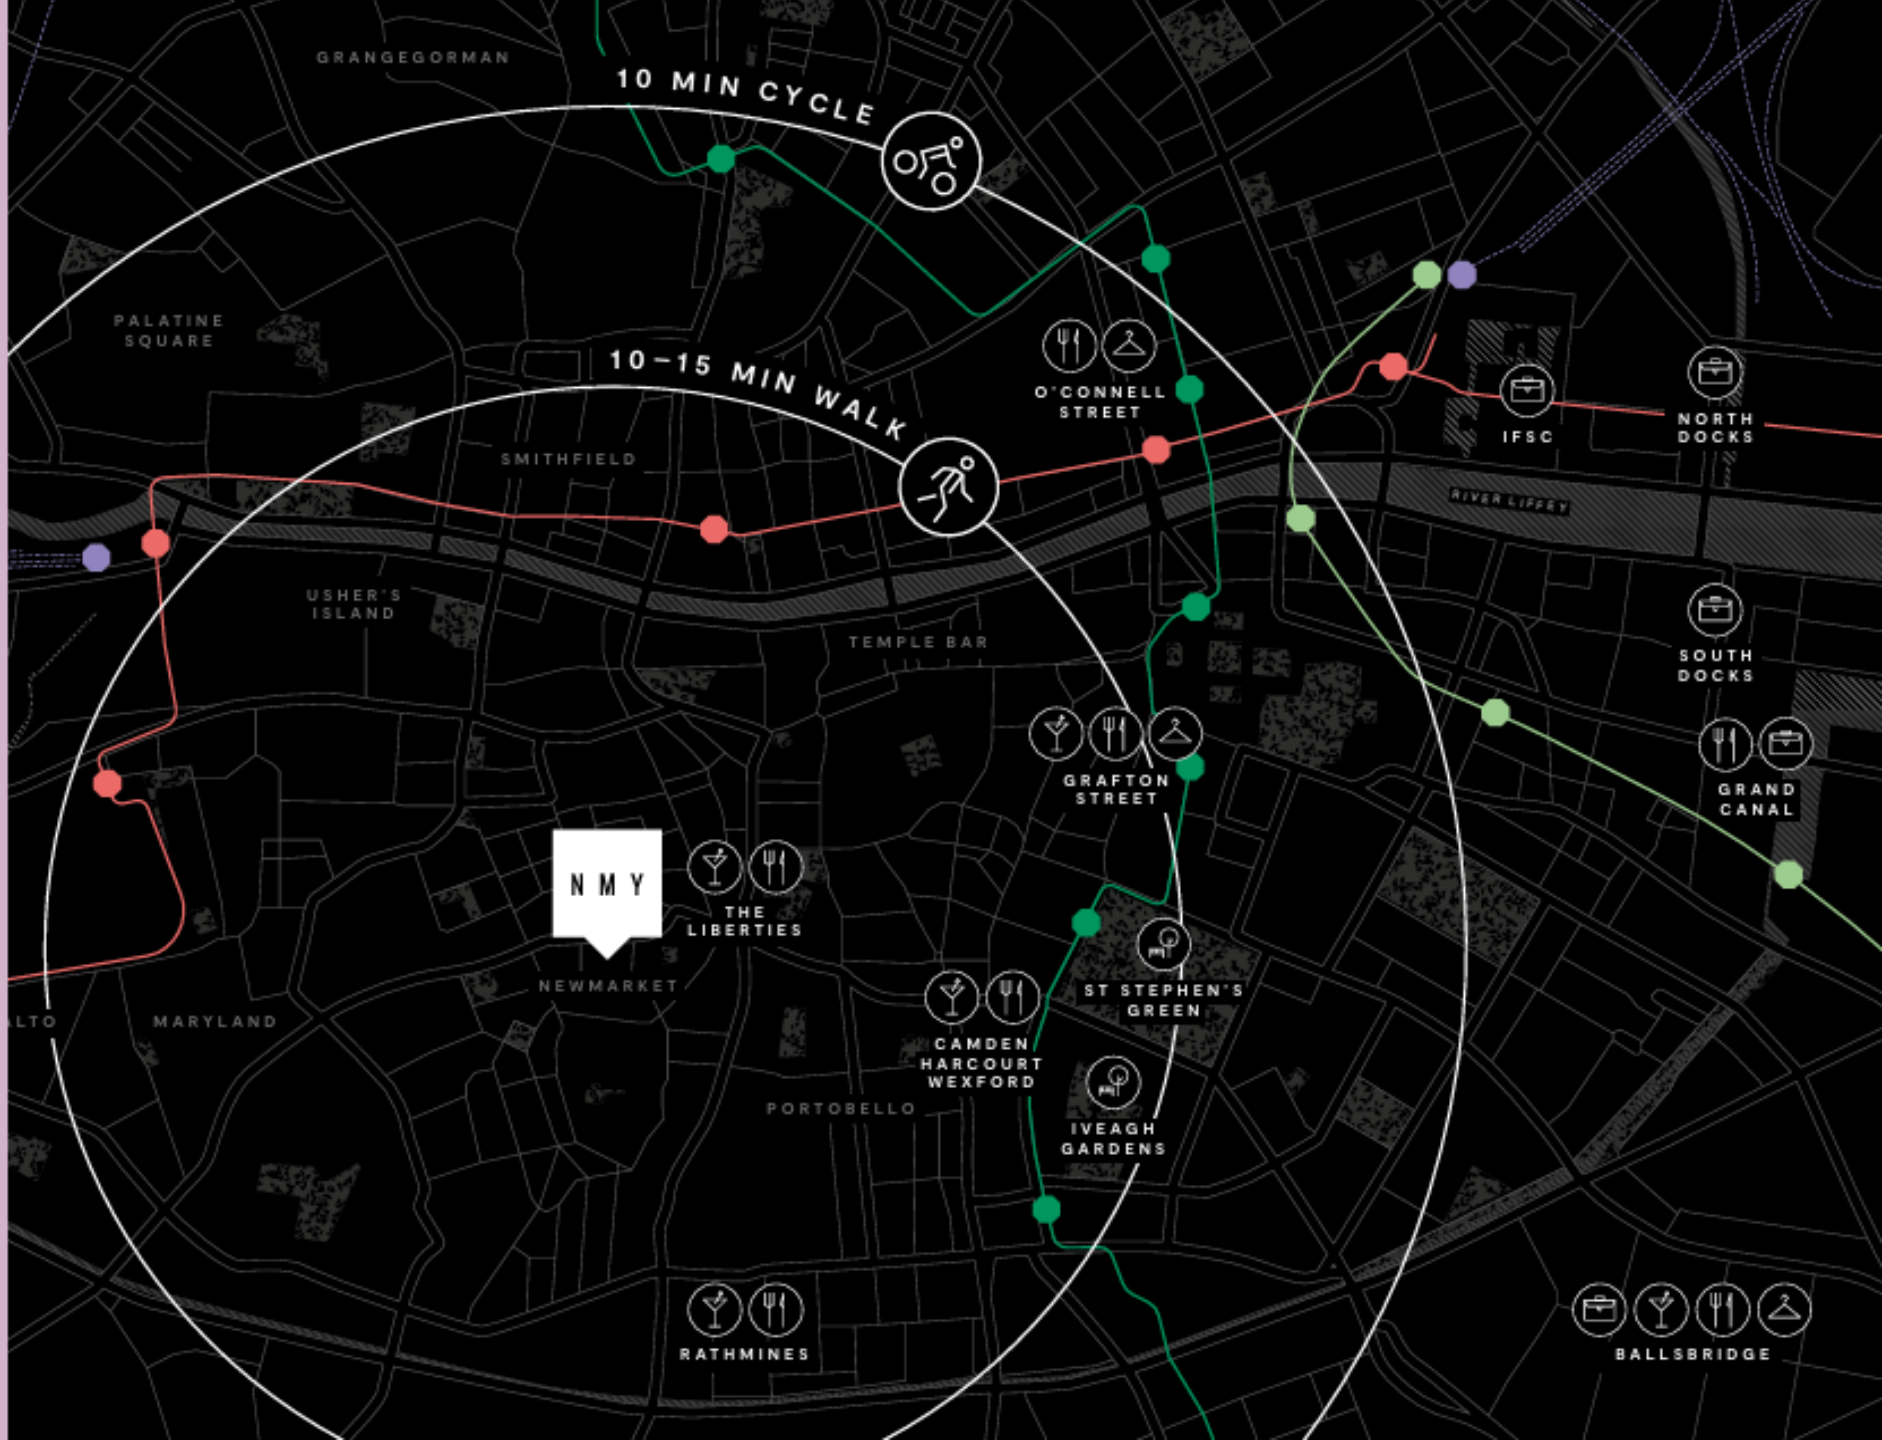 GRANGEGORMAN
10 MIN CYCLE
PALATINE
SQUARE
10–15 MIN WALK
O'CONNELL
STREET
IFSC
NORTH
DOCKS
SMITHFIELD
RIVER LIFFEY
USHER'S
ISLAND
TEMPLE BAR
SOUTH
DOCKS
GRAFTON
STREET
GRAND
CANAL
NMY
THE
LIBERTIES
NEWMARKET
ST STEPHEN'S
GREEN
ALTO
MARYLAND
CAMDEN
HARCOURT
WEXFORD
PORTOBELLO
IVEAGH
GARDENS
RATHMINES
BALLSBRIDGE